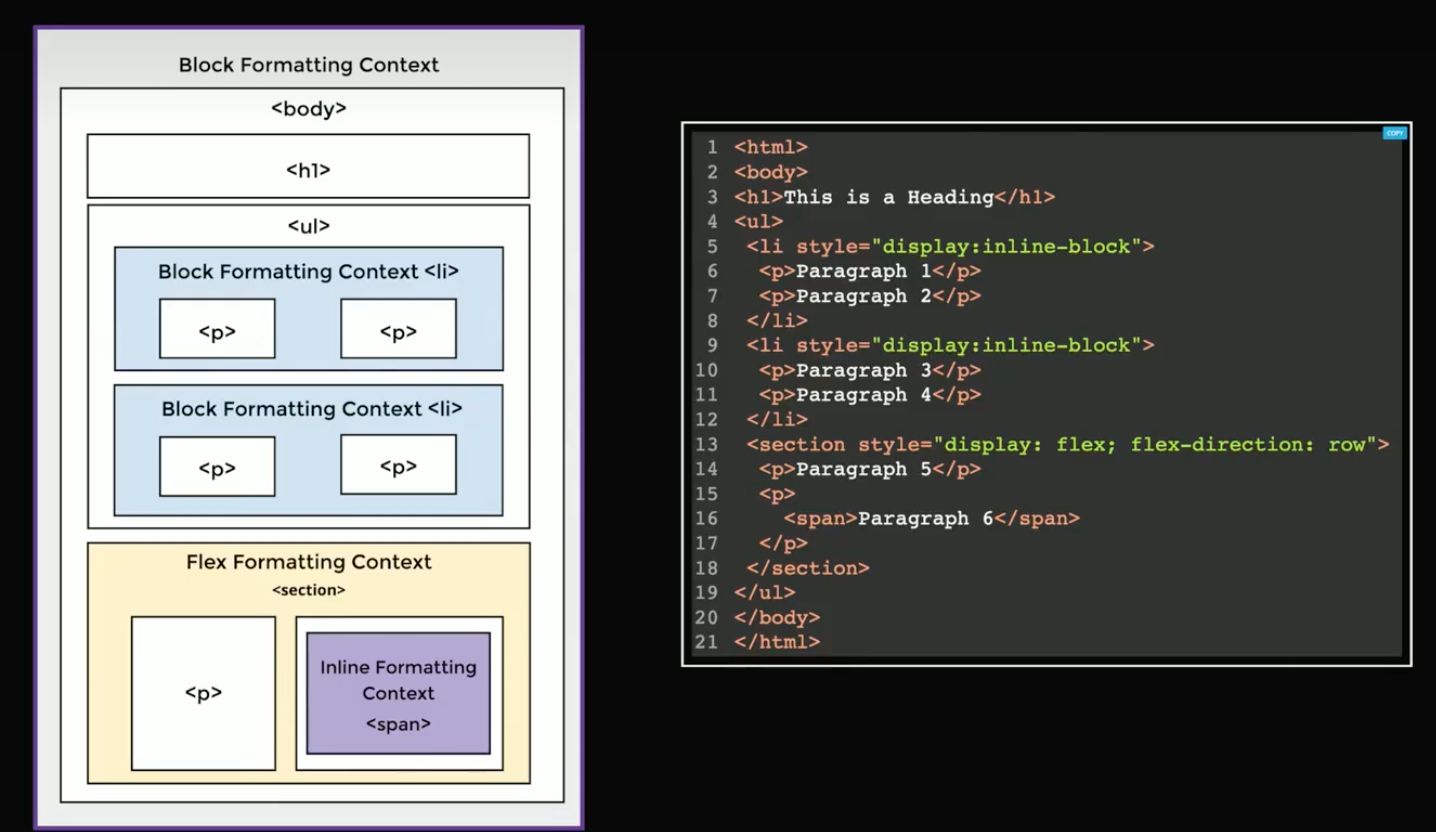 Block Formatting Context
<body>
<h1>
<ul>
Block Formatting Context <li>
<p> <p>
Block Formatting Context <li>
<p> <p>
Flex Formatting Context
<section>
<p>
Inline Formatting
Context
<span>
COPY
1 <html>
2 <body>
3 <h1>This is a Heading</h1>
4 <ul>
5 <li style="display:inline-block">
6 <p>Paragraph 1</p>
7 <p>Paragraph 2</p>
8 </li>
9 <li style="display:inline-block">
10 <p>Paragraph 3</p>
11 <p>Paragraph 4</p>
12 </li>
13 <section style="display: flex; flex-direction: row">
14 <p>Paragraph 5</p>
15 <p>
16 <span>Paragraph 6</span>
17 </p>
18 </section>
19 </ul>
20 </body>
21 </html>